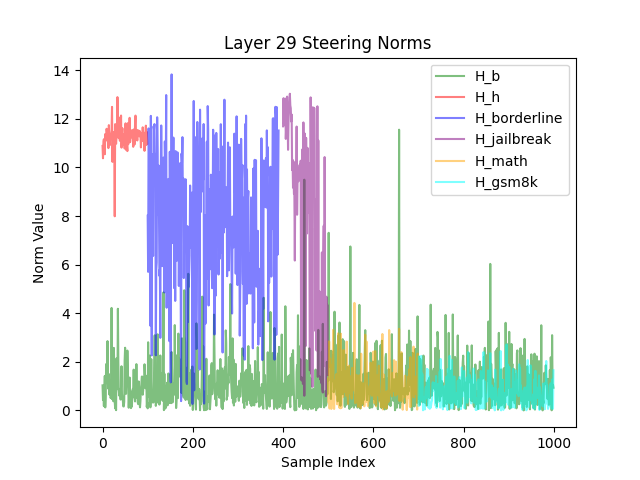 Layer 29 Steering Norms
14
12
10
8
6
4
2
0
Norm Value
H_b
H_h
H_borderline
H_jailbreak
H_math
H_gsm8k
0 200 400 600 800 1000
Sample Index